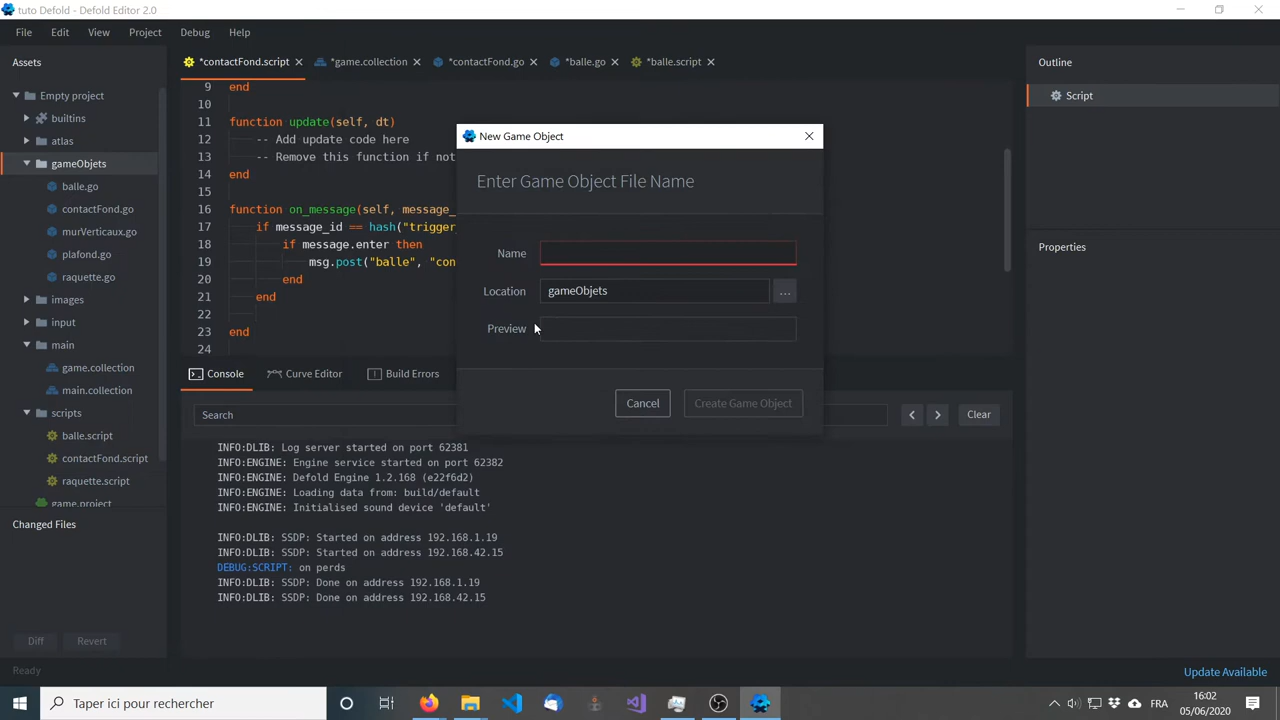 tuto Defold - Defold Editor 2.0
File Edit View Project Debug Help
Assets
Empty project
builtins
atlas
gameObjets
balle.go
contactFond.go
murVerticaux.go
plafond.go
raquette.go
images
input
main
game.collection
main.collection
scripts
balle.script
contactFond.script
raquette.script
game.project
Changed Files
Diff Revert
Ready
*contactFond.script *game.collection *contactFond.go *balle.go *balle.script
9 end
10
11 function update(self, dt)
12 -- Add update code here
13 -- Remove this function if not
14 end
15
16 function on_message(self, message_
17 if message_id == hash("trigger
18 if message.enter then
19 msg.post("balle", "con
20 end
21 end
22
23 end
24
New Game Object
Enter Game Object File Name
Name
Location gameObjets ...
Preview
Cancel Create Game Object
Console Curve Editor Build Errors
Search Clear
INFO:DLIB: Log server started on port 62381
INFO:ENGINE: Engine service started on port 62382
INFO:ENGINE: Defold Engine 1.2.168 (e22f6d2)
INFO:ENGINE: Loading data from: build/default
INFO:ENGINE: Initialised sound device 'default'
INFO:DLIB: SSDP: Started on address 192.168.1.19
INFO:DLIB: SSDP: Started on address 192.168.42.15
DEBUG:SCRIPT: on perds
INFO:DLIB: SSDP: Done on address 192.168.1.19
INFO:DLIB: SSDP: Done on address 192.168.42.15
Outline
Script
Properties
Update Available
Taper ici pour rechercher
FRA
16:02
05/06/2020